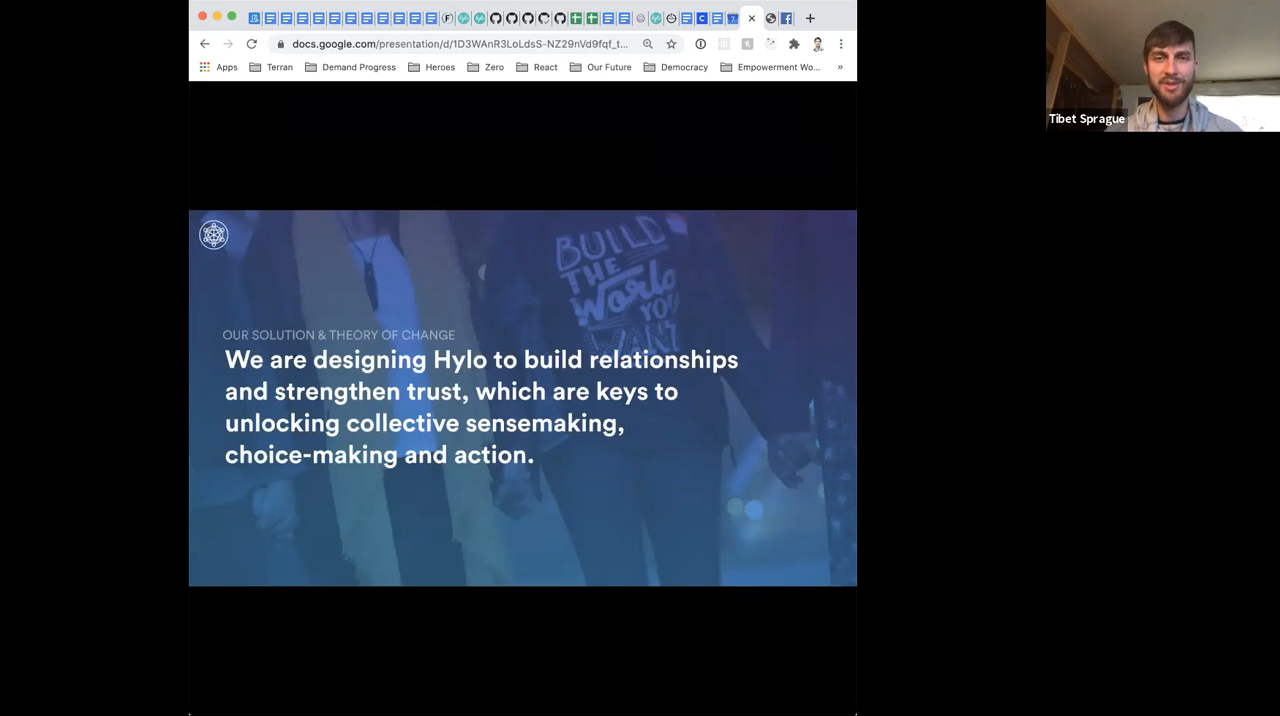 docs.google.com/presentation/d/1D3WAnR3LoLdsS-NZ29nVd9fqf_t...
Apps Terran Demand Progress Heroes Zero React Our Future Democracy Empowerment Wo... »
Tibet Sprague
BUILD
THE
World
YOU
WANT
OUR SOLUTION & THEORY OF CHANGE
We are designing Hylo to build relationships
and strengthen trust, which are keys to
unlocking collective sensemaking,
choice-making and action.